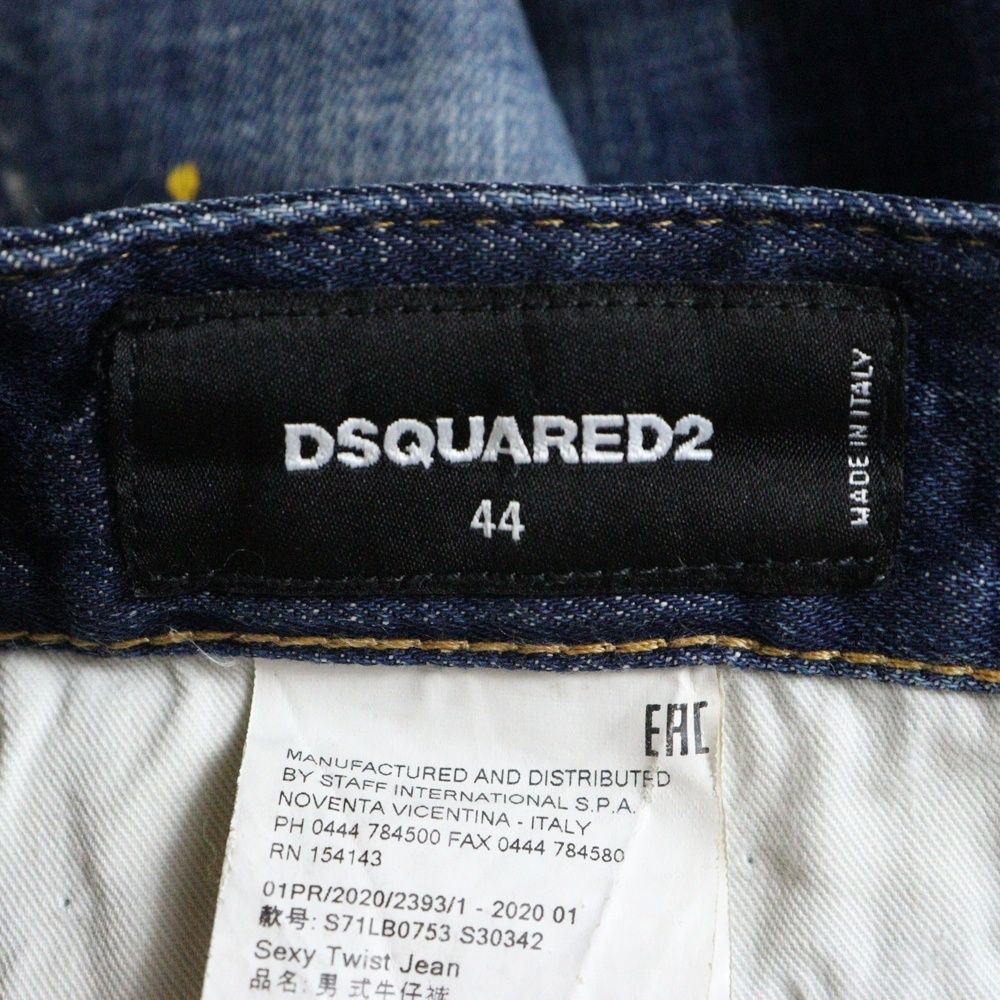 DSQUARED2
44
MADE IN ITALY
EAC
MANUFACTURED AND DISTRIBUTED
BY STAFF INTERNATIONAL S.P.A.
NOVENTA VICENTINA - ITALY
PH 0444 784500 FAX 0444 784580
RN 154143
01PR/2020/2393/1 - 2020 01
款号: S71LB0753 S30342
Sexy Twist Jean
品名: 男式牛仔裤